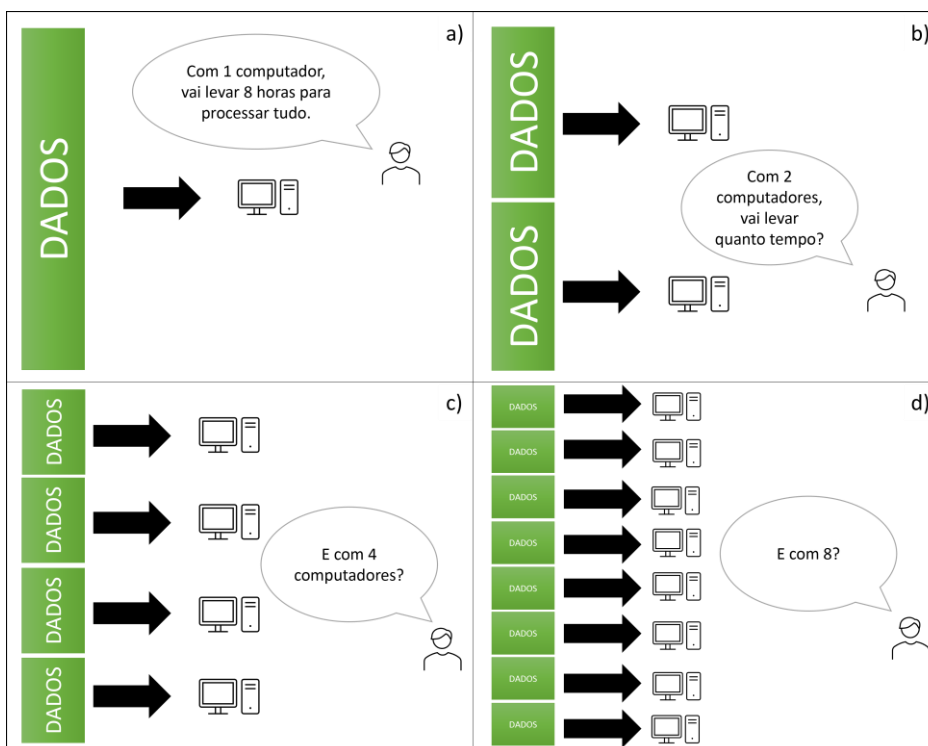 a)
Com 1 computador,
vai levar 8 horas para
processar tudo.
DADOS
b)
DADOS
DADOS
Com 2
computadores,
vai levar
quanto tempo?
c)
DADOS
DADOS
DADOS
DADOS
E com 4
computadores?
d)
DADOS
DADOS
DADOS
DADOS
DADOS
DADOS
DADOS
DADOS
E com 8?